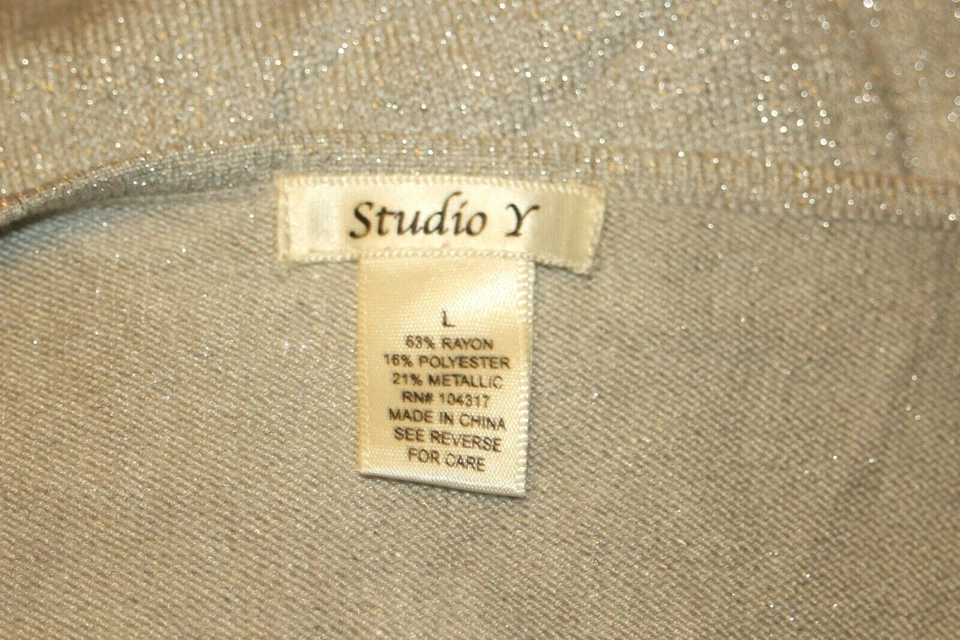 Studio Y
L
63% RAYON
16% POLYESTER
21% METALLIC
RN# 104317
MADE IN CHINA
SEE REVERSE
FOR CARE